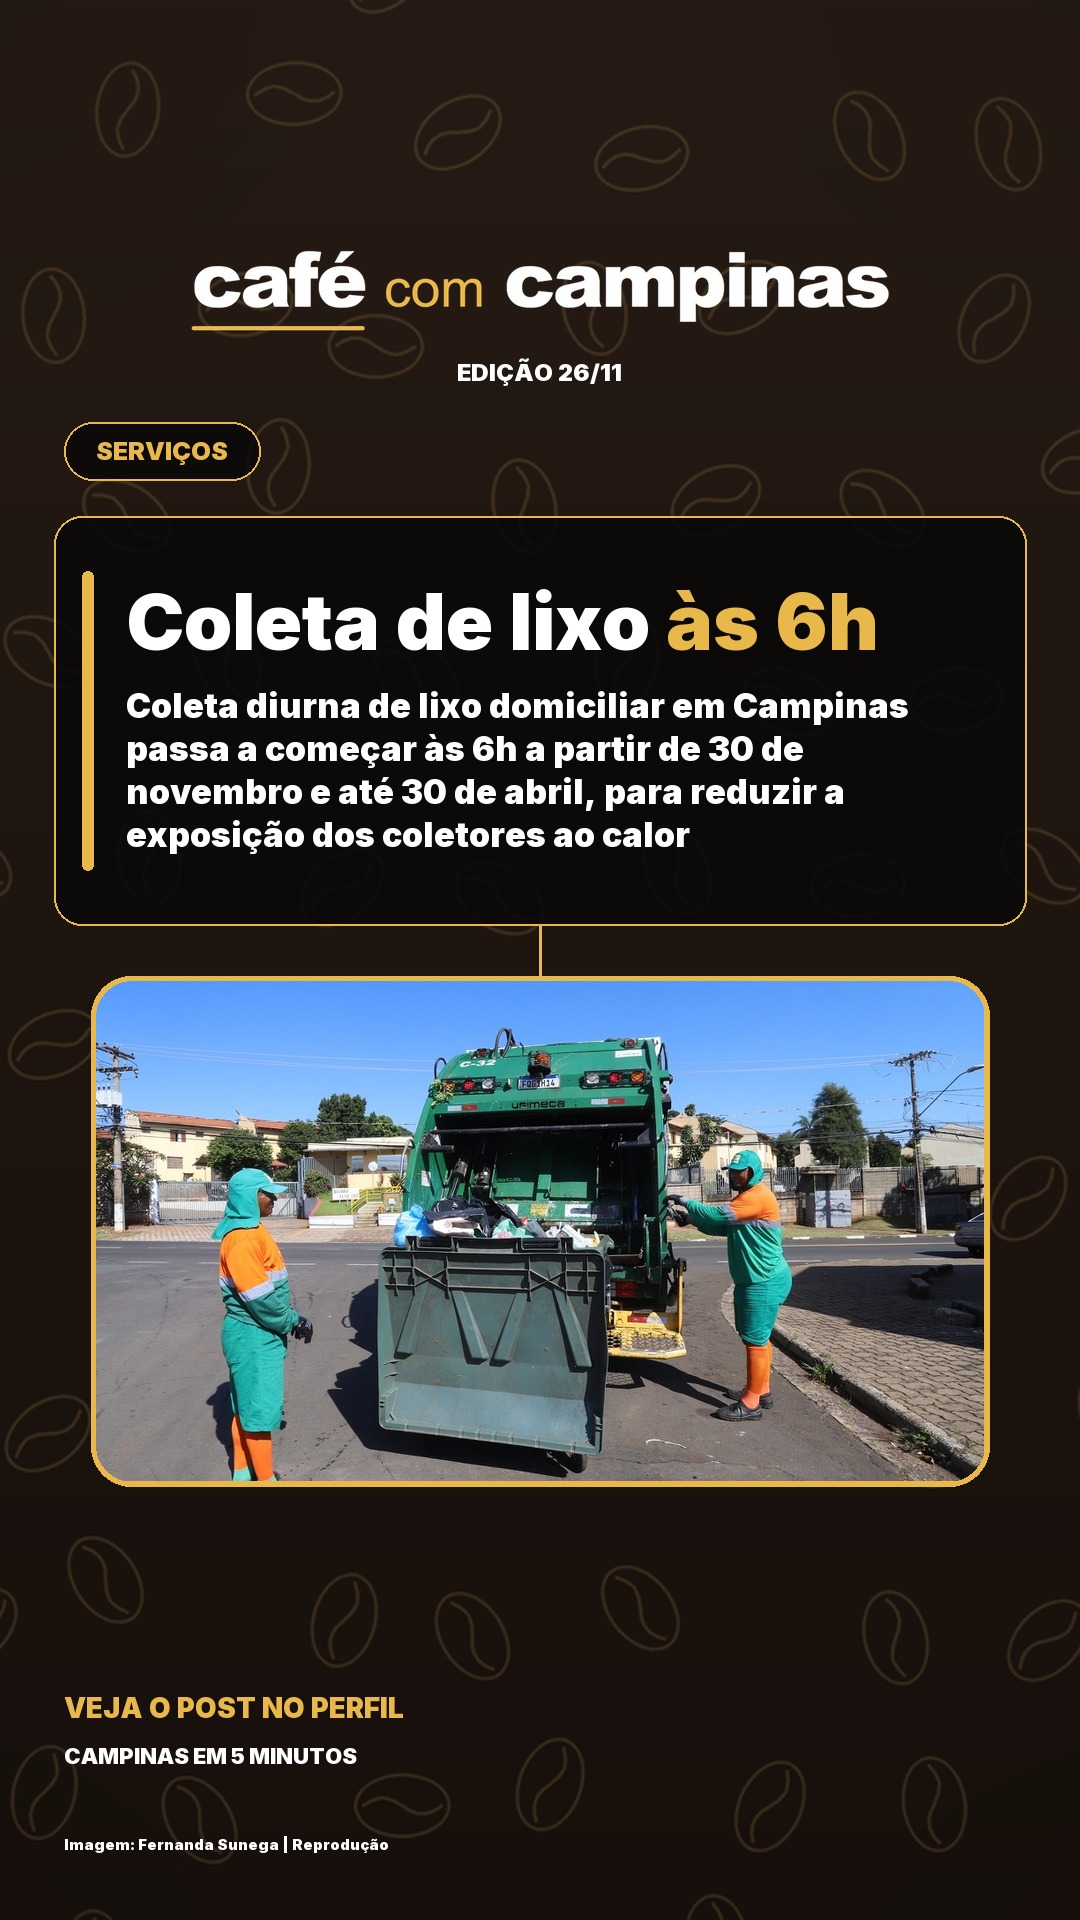 café com campinas
EDIÇÃO 26/11
SERVIÇOS
Coleta de lixo às 6h
Coleta diurna de lixo domiciliar em Campinas
passa a começar às 6h a partir de 30 de
novembro e até 30 de abril, para reduzir a
exposição dos coletores ao calor
C-32
usimeca
VEJA O POST NO PERFIL
CAMPINAS EM 5 MINUTOS
Imagem: Fernanda Sunega | Reprodução